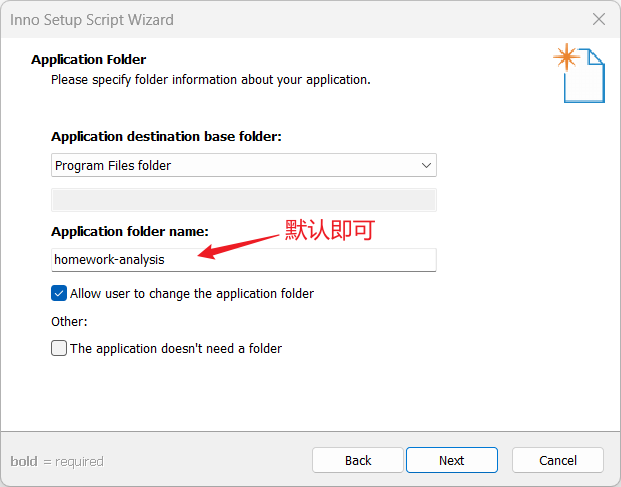 Inno Setup Script Wizard
Application Folder
Please specify folder information about your application.
Application destination base folder:
Program Files folder
Application folder name:
默认即可
homework-analysis
Allow user to change the application folder
Other:
The application doesn't need a folder
bold = required
Back
Next
Cancel